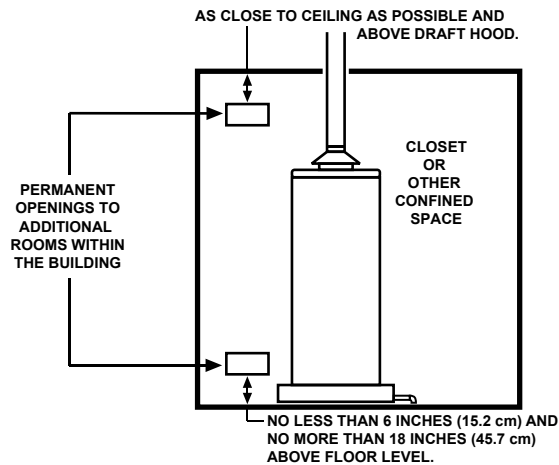 AS CLOSE TO CEILING AS POSSIBLE AND
ABOVE DRAFT HOOD.
CLOSET
OR
OTHER
CONFINED
SPACE
PERMANENT
OPENINGS TO
ADDITIONAL
ROOMS WITHIN
THE BUILDING
NO LESS THAN 6 INCHES (15.2 cm) AND
NO MORE THAN 18 INCHES (45.7 cm)
ABOVE FLOOR LEVEL.